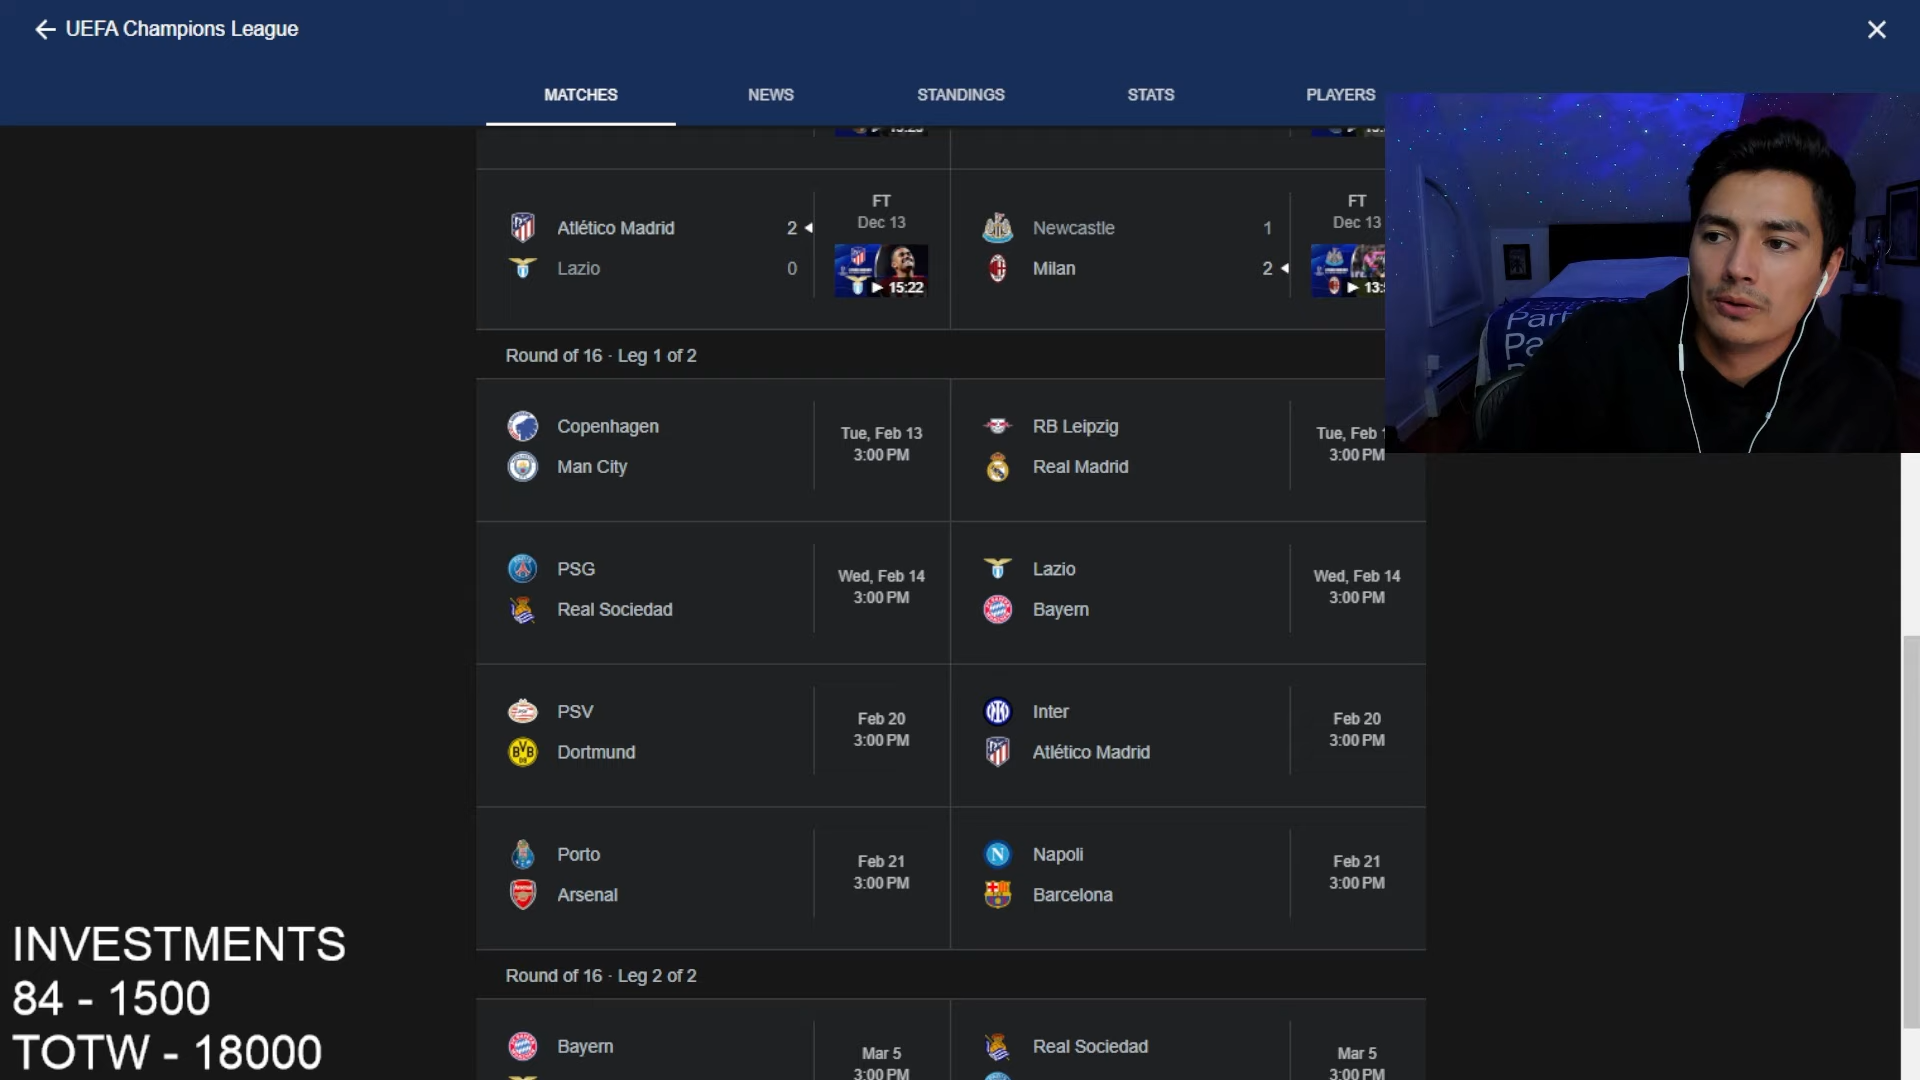 UEFA Champions League
MATCHES
NEWS
STANDINGS
STATS
PLAYERS
Atlético Madrid 2
Lazio 0
FT
Dec 13
15:22
Newcastle 1
Milan 2
FT
Dec 13
Round of 16 · Leg 1 of 2
Copenhagen
Man City
Tue, Feb 13
3:00 PM
RB Leipzig
Real Madrid
Tue, Feb
3:00 PM
PSG
Real Sociedad
Wed, Feb 14
3:00 PM
Lazio
Bayern
Wed, Feb 14
3:00 PM
PSV
Dortmund
Feb 20
3:00 PM
Inter
Atlético Madrid
Feb 20
3:00 PM
Porto
Arsenal
Feb 21
3:00 PM
Napoli
Barcelona
Feb 21
3:00 PM
Round of 16 · Leg 2 of 2
Bayern
Mar 5
3:00 PM
Real Sociedad
Mar 5
3:00 PM
INVESTMENTS
84 - 1500
TOTW - 18000